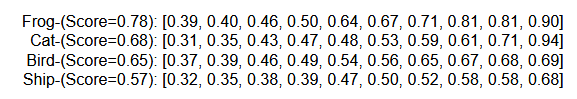 Frog-(Score=0.78): [0.39, 0.40, 0.46, 0.50, 0.64, 0.67, 0.71, 0.81, 0.81, 0.90]
Cat-(Score=0.68): [0.31, 0.35, 0.43, 0.47, 0.48, 0.53, 0.59, 0.61, 0.71, 0.94]
Bird-(Score=0.65): [0.37, 0.39, 0.46, 0.49, 0.54, 0.56, 0.65, 0.67, 0.68, 0.69]
Ship-(Score=0.57): [0.32, 0.35, 0.38, 0.39, 0.47, 0.50, 0.52, 0.58, 0.58, 0.68]